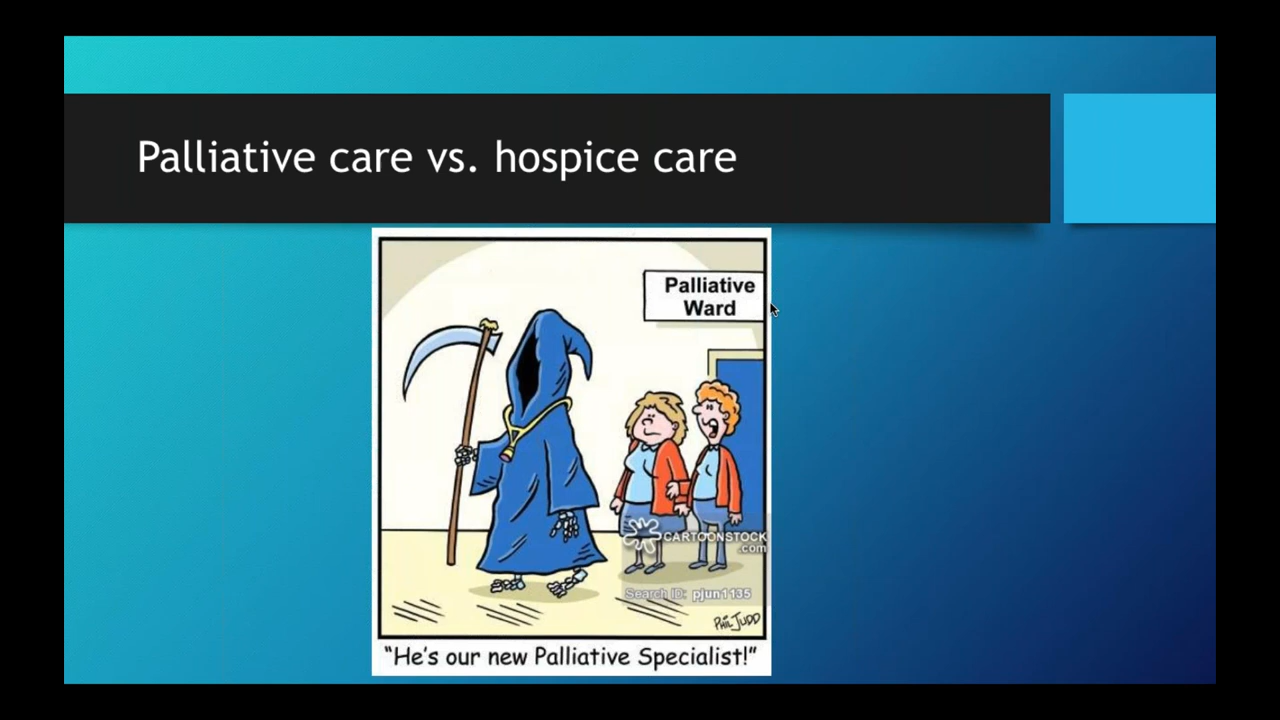 Palliative care vs. hospice care
Palliative
Ward
CARTOONSTOCK
.com
Search ID: pjun1135
PHIL JUDD
"He's our new Palliative Specialist!"